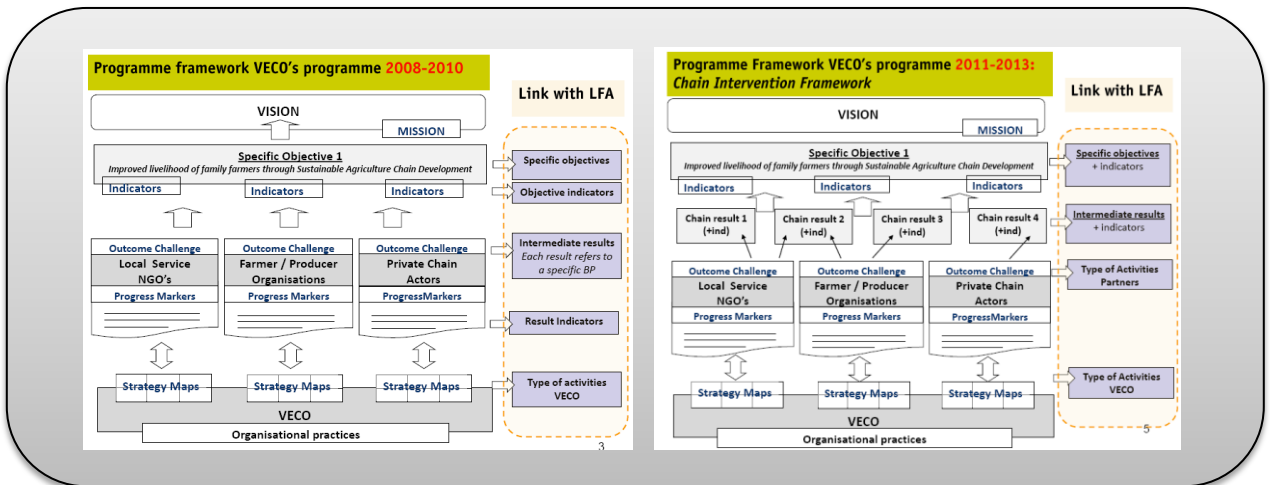 Programme framework VECO's programme 2008-2010
Link with LFA
VISION
MISSION
Specific Objective 1
Improved livelihood of family farmers through Sustainable Agriculture Chain Development
Indicators
Indicators
Indicators
Specific objectives
Objective indicators
Outcome Challenge
Local Service
NGO's
Progress Markers
Outcome Challenge
Farmer / Producer
Organisations
Progress Markers
Outcome Challenge
Private Chain
Actors
ProgressMarkers
Intermediate results
Each result refers to
a specific BP
Result Indicators
Strategy Maps
Strategy Maps
Strategy Maps
Type of activities
VECO
VECO
Organisational practices
3
Programme Framework VECO's programme 2011-2013:
Chain Intervention Framework
Link with LFA
VISION
MISSION
Specific Objective 1
Improved livelihood of family farmers through Sustainable Agriculture Chain Development
Indicators
Indicators
Indicators
Specific objectives
+ indicators
Chain result 1
(+ind)
Chain result 2
(+ind)
Chain result 3
(+ind)
Chain result 4
(+ind)
Intermediate results
+ indicators
Outcome Challenge
Local Service
NGO's
Progress Markers
Outcome Challenge
Farmer / Producer
Organisations
Progress Markers
Outcome Challenge
Private Chain
Actors
ProgressMarkers
Type of Activities
Partners
Strategy Maps
Strategy Maps
Strategy Maps
Type of Activities
VECO
VECO
Organisational practices
5